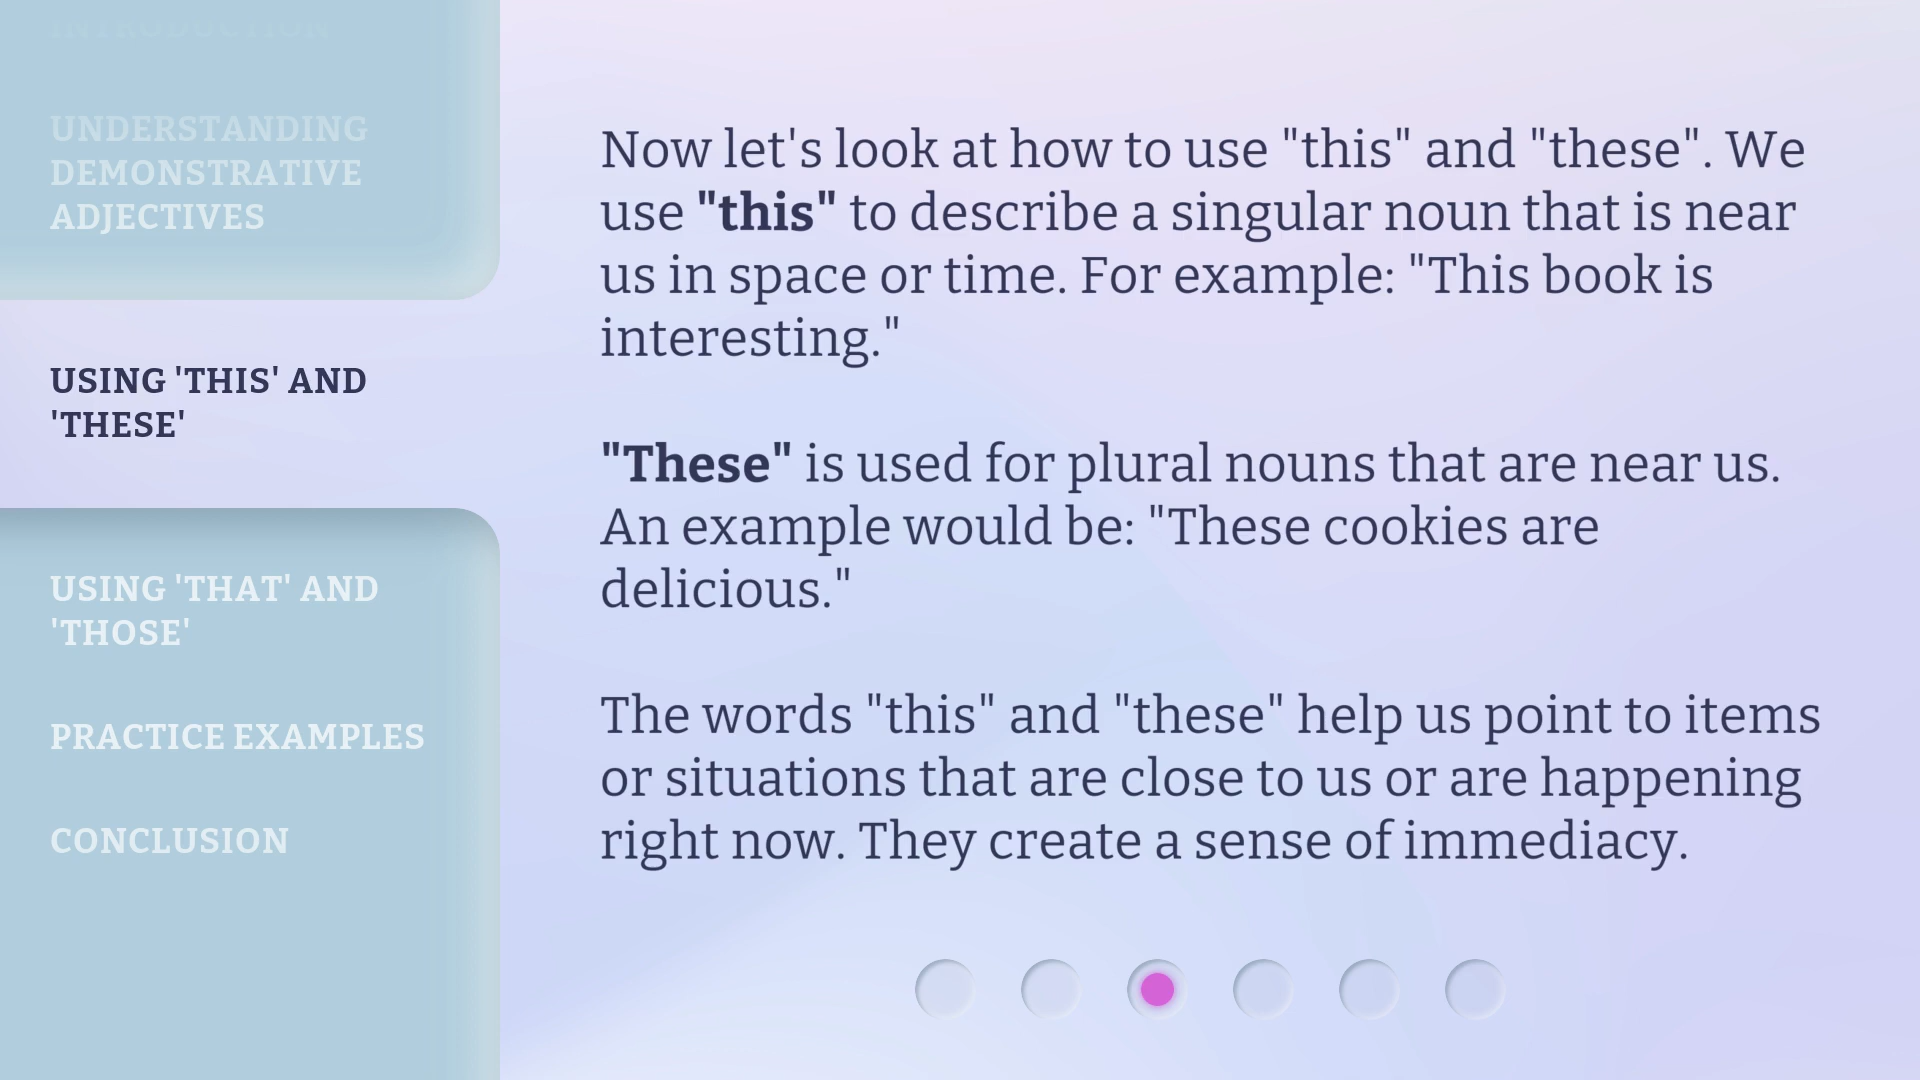 INTRODUCTION
UNDERSTANDING
DEMONSTRATIVE
ADJECTIVES
USING 'THIS' AND
'THESE'
USING 'THAT' AND
'THOSE'
PRACTICE EXAMPLES
CONCLUSION
Now let's look at how to use "this" and "these". We
use "this" to describe a singular noun that is near
us in space or time. For example: "This book is
interesting."
"These" is used for plural nouns that are near us.
An example would be: "These cookies are
delicious."
The words "this" and "these" help us point to items
or situations that are close to us or are happening
right now. They create a sense of immediacy.